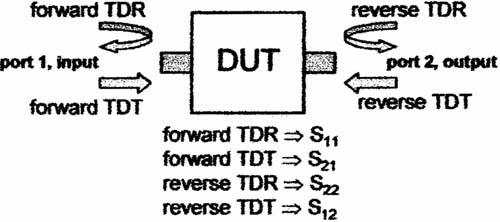 forward TDR
reverse TDR
DUT
port 1, input
port 2, output
forward TDT
reverse TDT
forward TDR ⇒ S₁₁
forward TDT ⇒ S₂₁
reverse TDR ⇒ S₂₂
reverse TDT ⇒ S₁₂